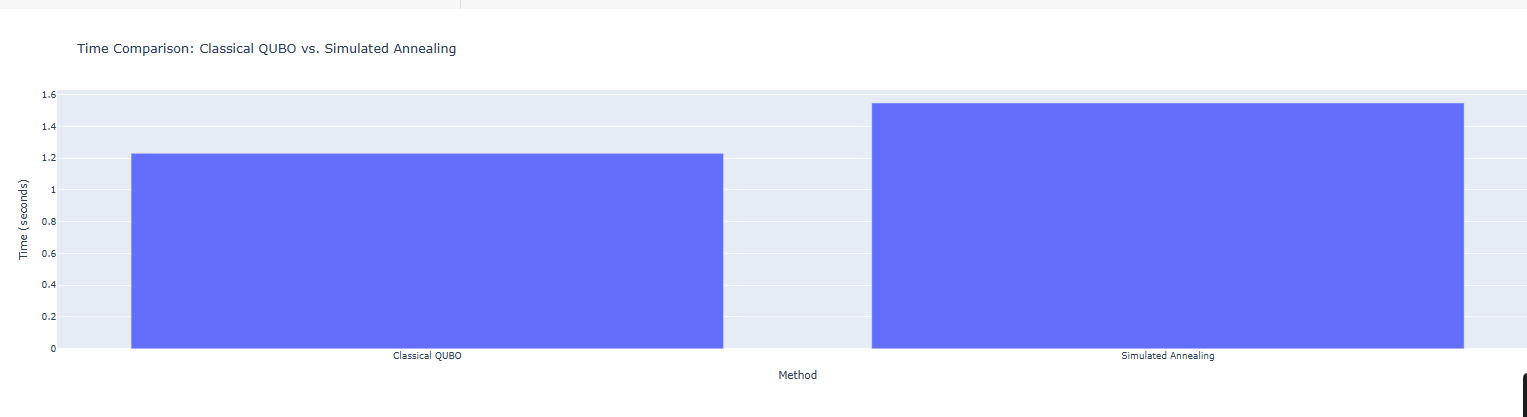 Time Comparison: Classical QUBO vs. Simulated Annealing
Time (seconds)
1.6
1.4
1.2
1
0.8
0.6
0.4
0.2
0
Classical QUBO
Simulated Annealing
Method